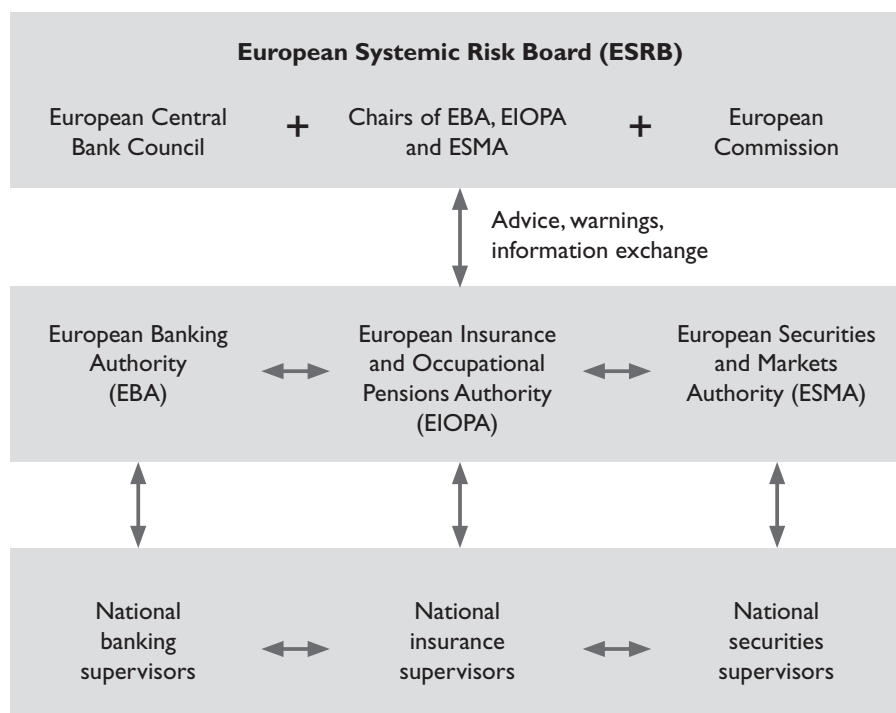 European Systemic Risk Board (ESRB)
European Central
Bank Council
+
Chairs of EBA, EIOPA
and ESMA
+
European
Commission
Advice, warnings,
information exchange
European Banking
Authority
(EBA)
European Insurance
and Occupational
Pensions Authority
(EIOPA)
European Securities
and Markets
Authority (ESMA)
National
banking
supervisors
National
insurance
supervisors
National
securities
supervisors